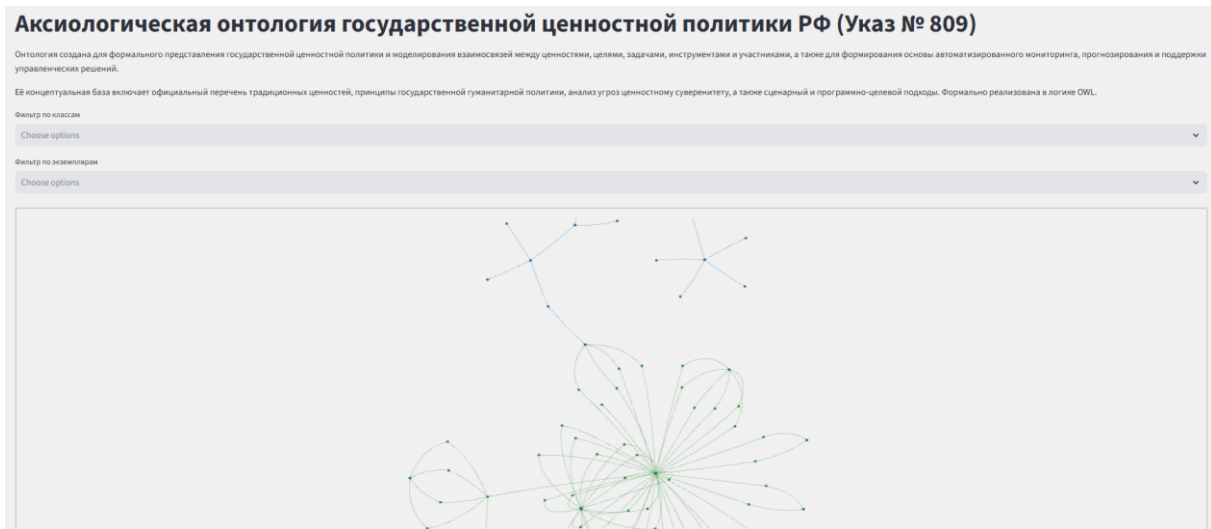 Аксиологическая онтология государственной ценностной политики РФ (Указ № 809)
Онтология создана для формального представления государственной ценностной политики и моделирования взаимосвязей между ценностями, целями, задачами, инструментами и участниками, а также для формирования основы автоматизированного мониторинга, прогнозирования и поддержки
управленческих решений.
Её концептуальная база включает официальный перечень традиционных ценностей, принципы государственной гуманитарной политики, анализ угроз ценностному суверенитету, а также сценарный и программно-целевой подходы. Формально реализована в логике OWL.
Фильтр по классам
Choose options
Фильтр по экземплярам
Choose options